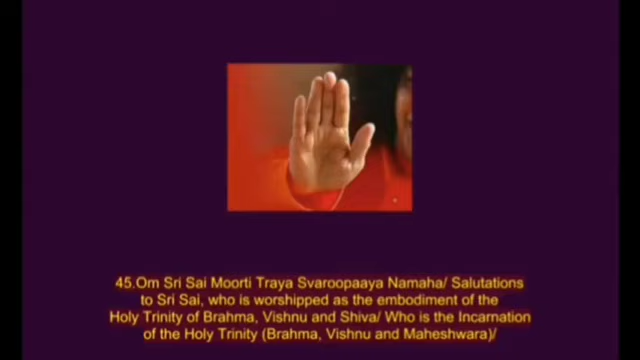 45.Om Sri Sai Moorti Traya Svaroopaaya Namaha/ Salutations
to Sri Sai, who is worshipped as the embodiment of the
Holy Trinity of Brahma, Vishnu and Shiva/ Who is the Incarnation
of the Holy Trinity (Brahma, Vishnu and Maheshwara)/